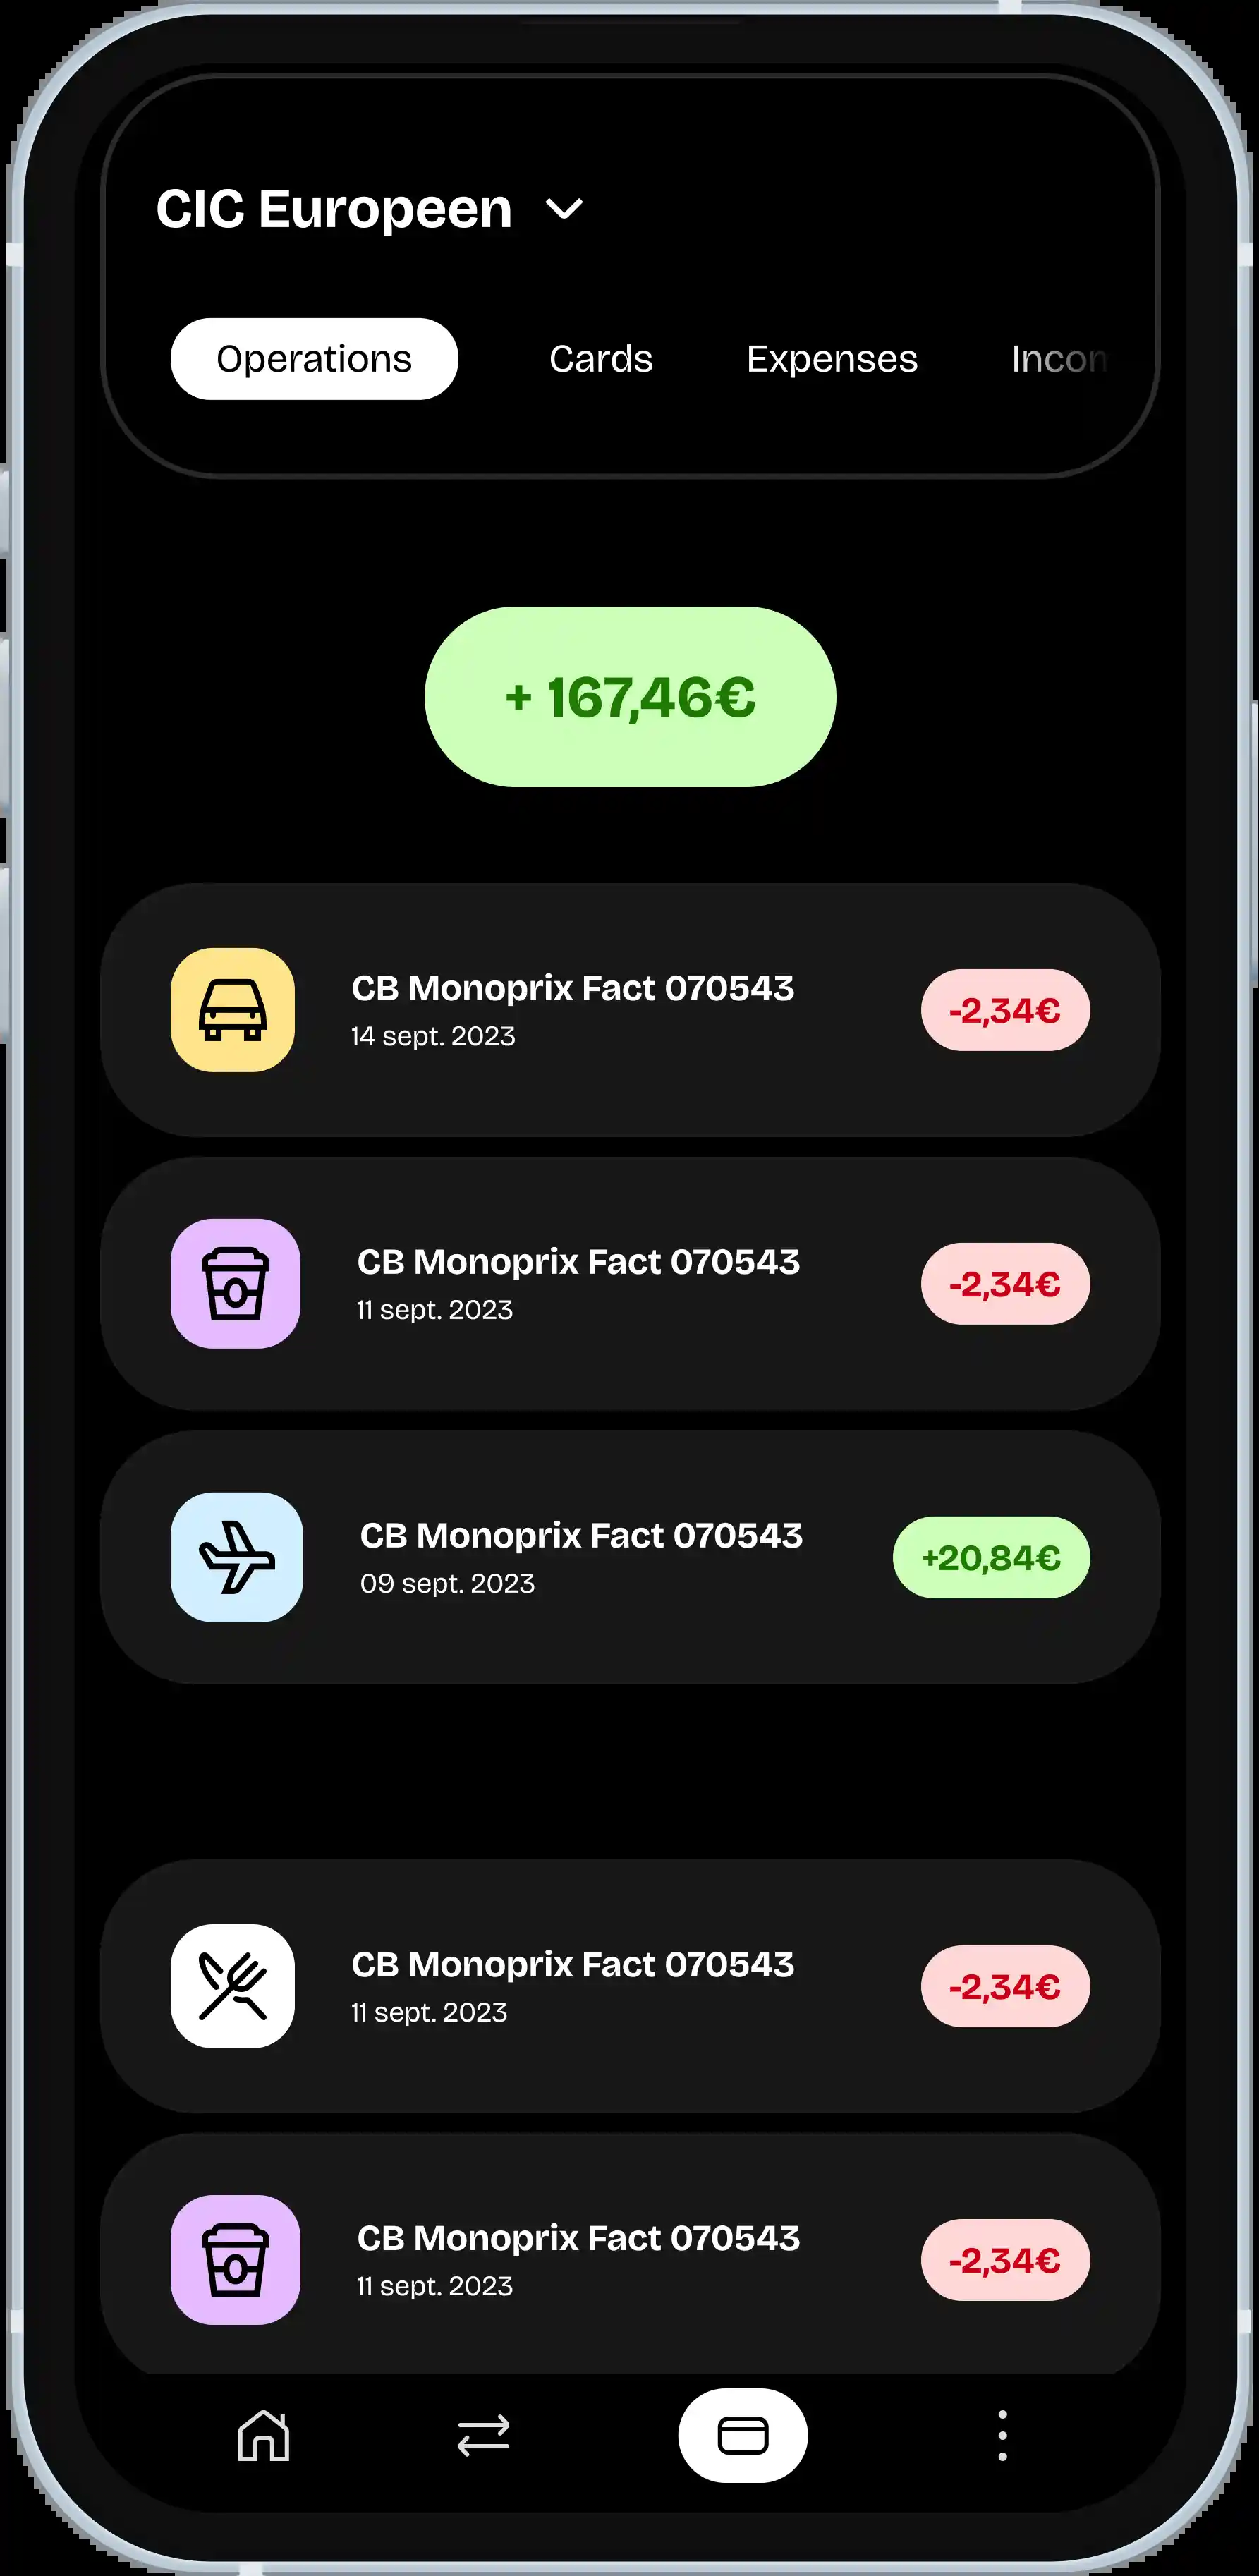 CIC Europeen
Operations Cards Expenses Incom
+ 167,46€
CB Monoprix Fact 070543
14 sept. 2023
-2,34€
CB Monoprix Fact 070543
11 sept. 2023
-2,34€
CB Monoprix Fact 070543
09 sept. 2023
+20,84€
CB Monoprix Fact 070543
11 sept. 2023
-2,34€
CB Monoprix Fact 070543
11 sept. 2023
-2,34€